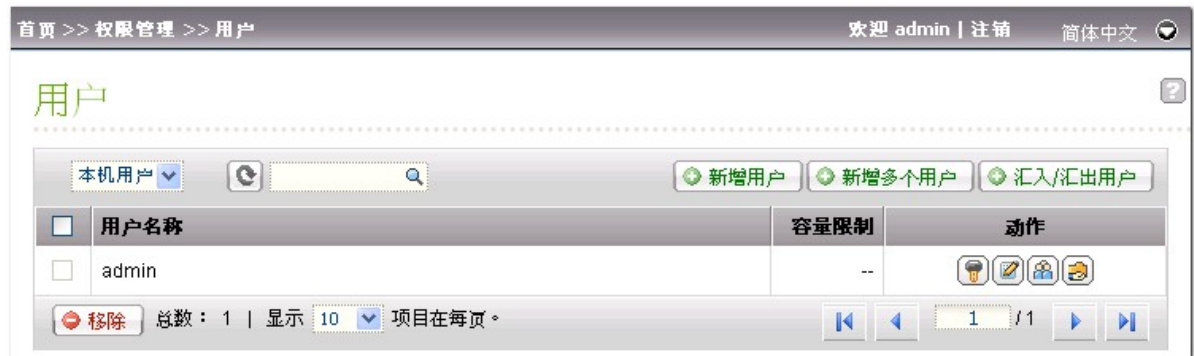 首页 >> 权限管理 >> 用户 欢迎 admin | 注销 简体中文
用户
本机用户 新增用户 新增多个用户 汇入/汇出用户
用户名称 容量限制 动作
admin --
移除 总数： 1 | 显示 10 项目在每页。 1 /1